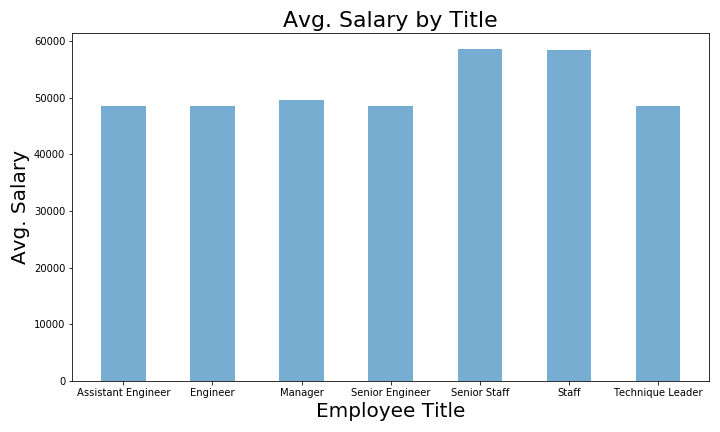 Avg. Salary by Title
Avg. Salary
60000
50000
40000
30000
20000
10000
0
Assistant Engineer
Engineer
Manager
Senior Engineer
Senior Staff
Staff
Technique Leader
Employee Title